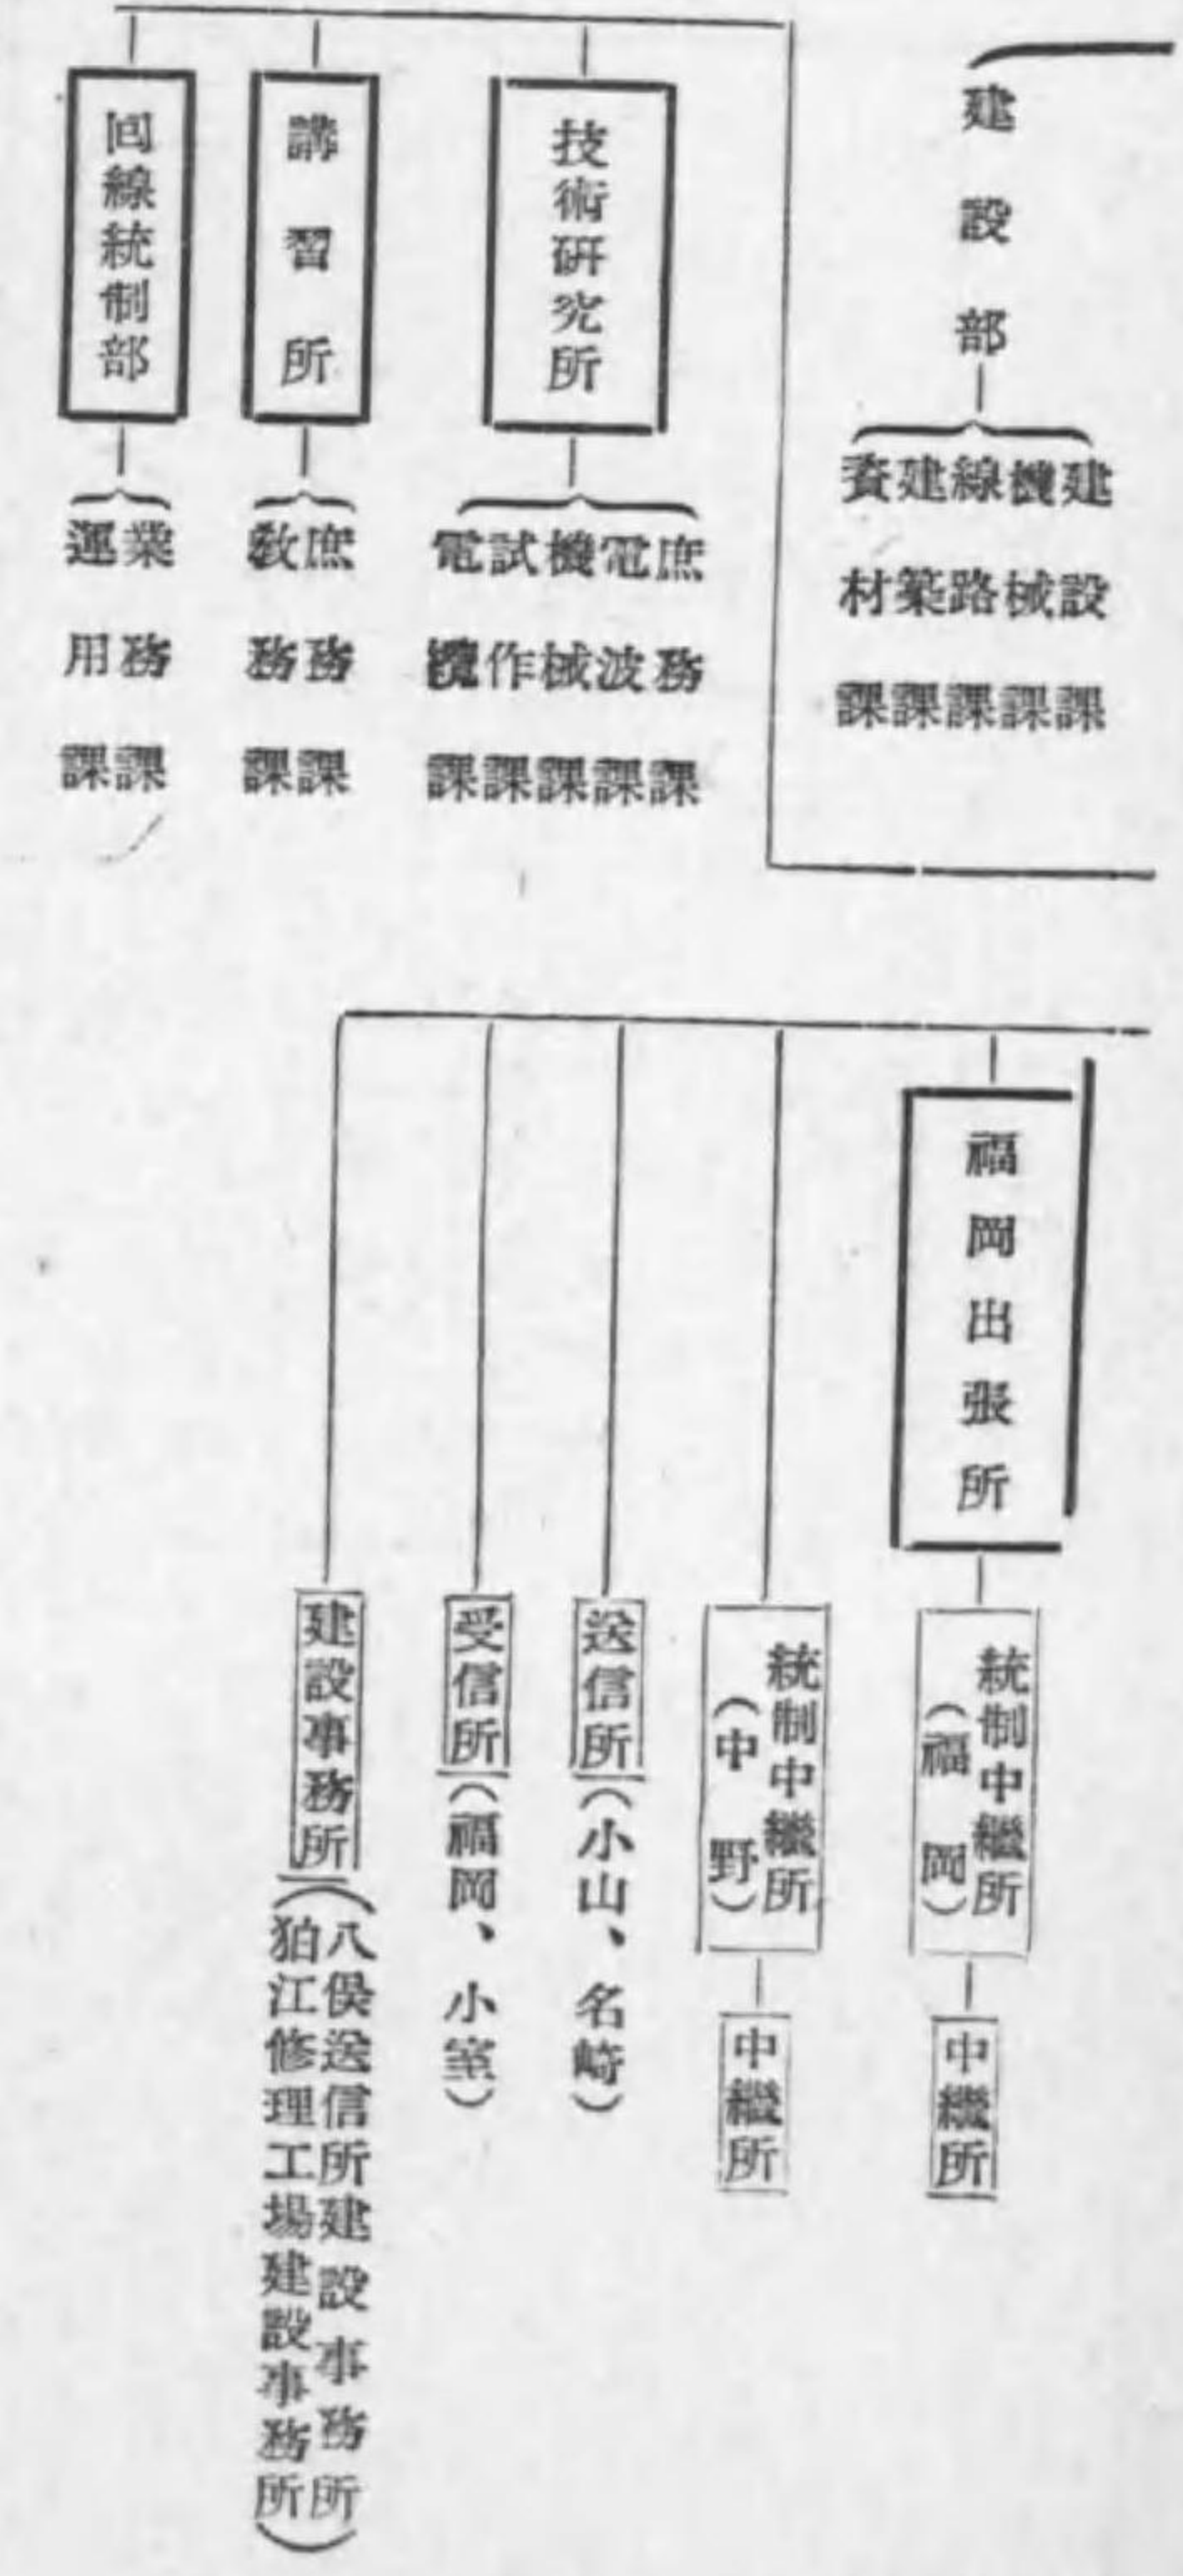 建設部
建設課
機械課
線路課
建築課
資材課
技術研究所
庶務課
電波課
機械課
試作課
電纜課
講習所
庶務課
教務課
回線統制部
業務課
運用課
福岡出張所
統制中繼所
(福岡)
中繼所
統制中繼所
(中野)
中繼所
送信所(小山、名崎)
受信所(福岡、小室)
建設事務所
(八俣送信所建設事務所
狛江修理工場建設事務所)